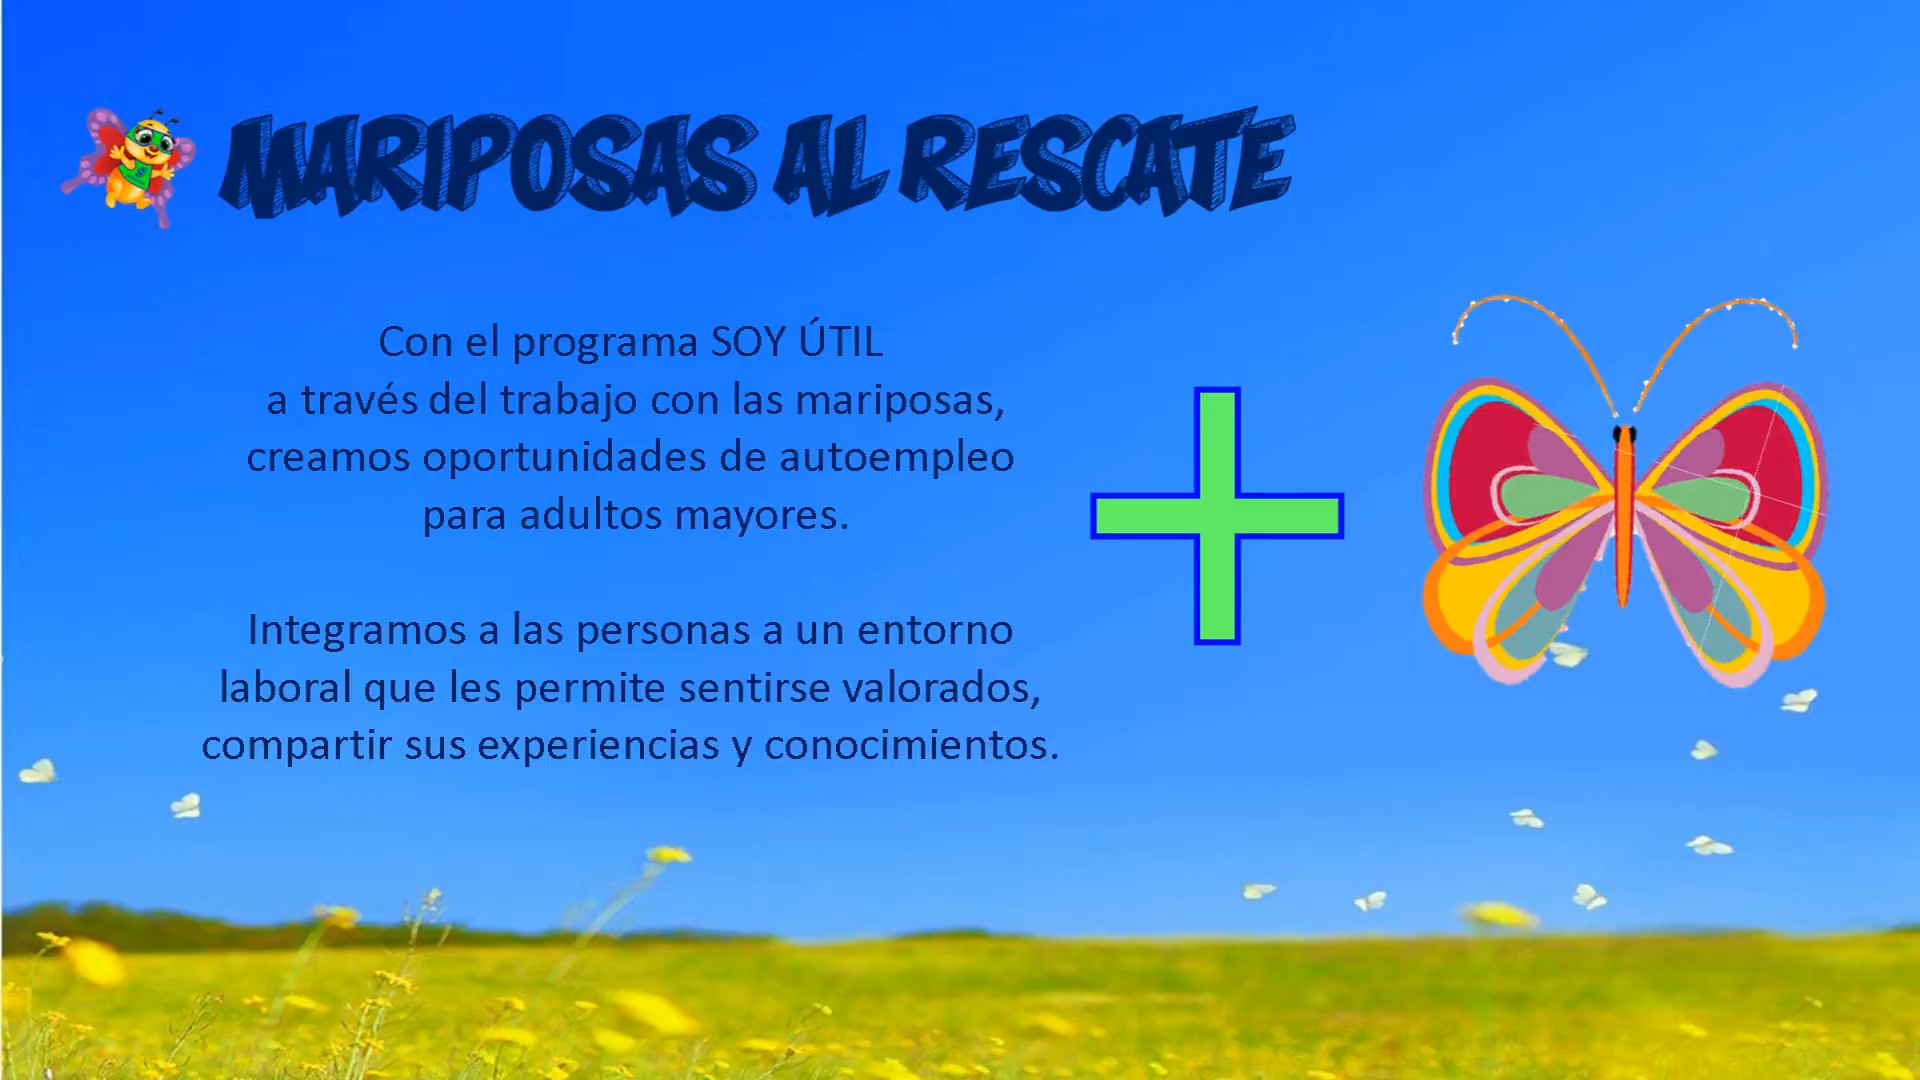 MARIPOSAS AL RESCATE
Con el programa SOY ÚTIL
a través del trabajo con las mariposas,
creamos oportunidades de autoempleo
para adultos mayores.
Integramos a las personas a un entorno
laboral que les permite sentirse valorados,
compartir sus experiencias y conocimientos.